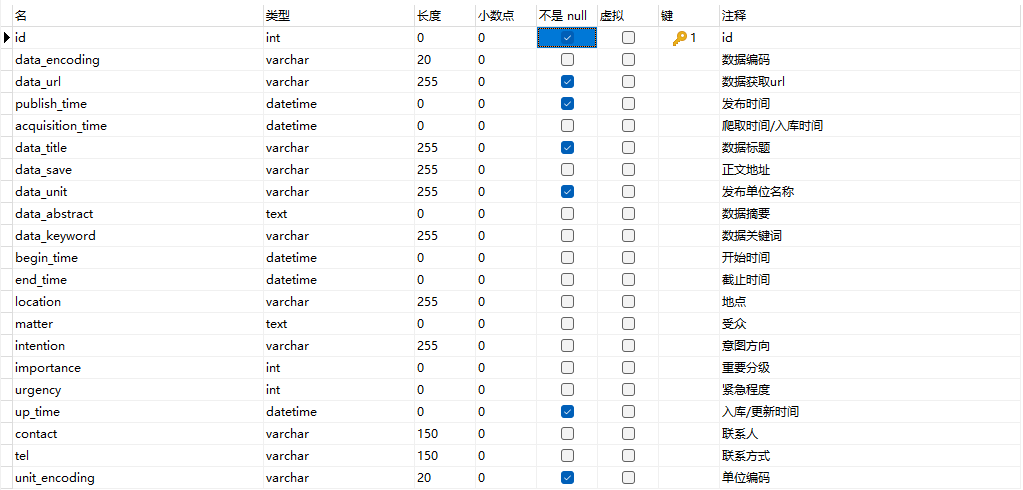 名 类型 长度 小数点 不是 null 虚拟 键 注释
id int 0 0 1 id
data_encoding varchar 20 0 数据编码
data_url varchar 255 0 数据获取url
publish_time datetime 0 0 发布时间
acquisition_time datetime 0 0 爬取时间/入库时间
data_title varchar 255 0 数据标题
data_save varchar 255 0 正文地址
data_unit varchar 255 0 发布单位名称
data_abstract text 0 0 数据摘要
data_keyword varchar 255 0 数据关键词
begin_time datetime 0 0 开始时间
end_time datetime 0 0 截止时间
location varchar 255 0 地点
matter text 0 0 受众
intention varchar 255 0 意图方向
importance int 0 0 重要分级
urgency int 0 0 紧急程度
up_time datetime 0 0 入库/更新时间
contact varchar 150 0 联系人
tel varchar 150 0 联系方式
unit_encoding varchar 20 0 单位编码